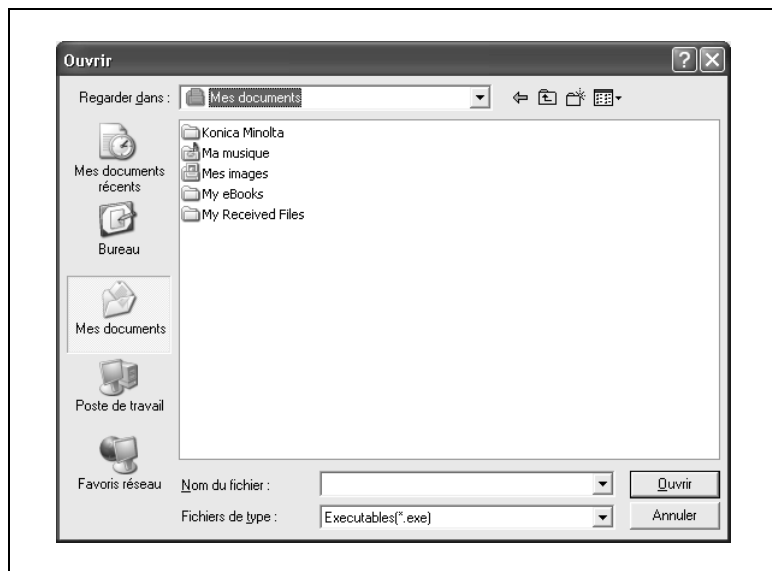 Ouvrir
Regarder dans :
Mes documents
Konica Minolta
Ma musique
Mes images
My eBooks
My Received Files
Mes documents
récents
Bureau
Mes documents
Poste de travail
Favoris réseau
Nom du fichier :
Ouvrir
Fichiers de type :
Executables(*.exe)
Annuler